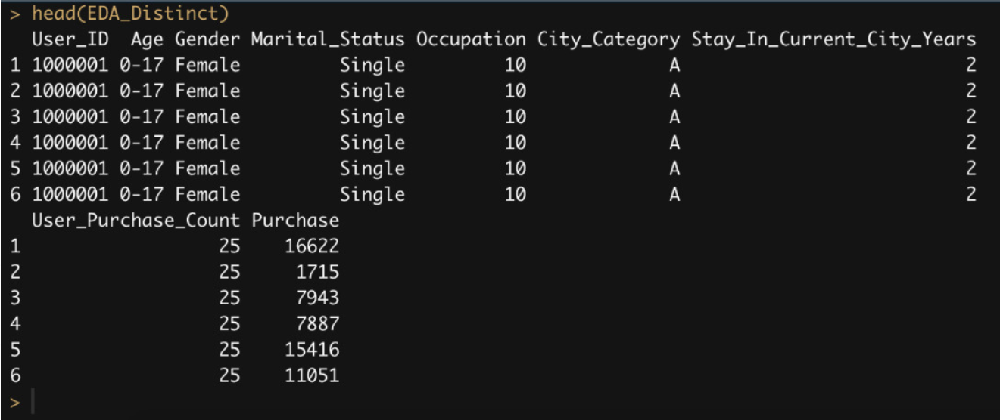 > head(EDA_Distinct)
  User_ID  Age Gender Marital_Status Occupation City_Category Stay_In_Current_City_Years
1 1000001 0-17 Female         Single         10             A                          2
2 1000001 0-17 Female         Single         10             A                          2
3 1000001 0-17 Female         Single         10             A                          2
4 1000001 0-17 Female         Single         10             A                          2
5 1000001 0-17 Female         Single         10             A                          2
6 1000001 0-17 Female         Single         10             A                          2
  User_Purchase_Count Purchase
1                  25    16622
2                  25     1715
3                  25     7943
4                  25     7887
5                  25    15416
6                  25    11051
>